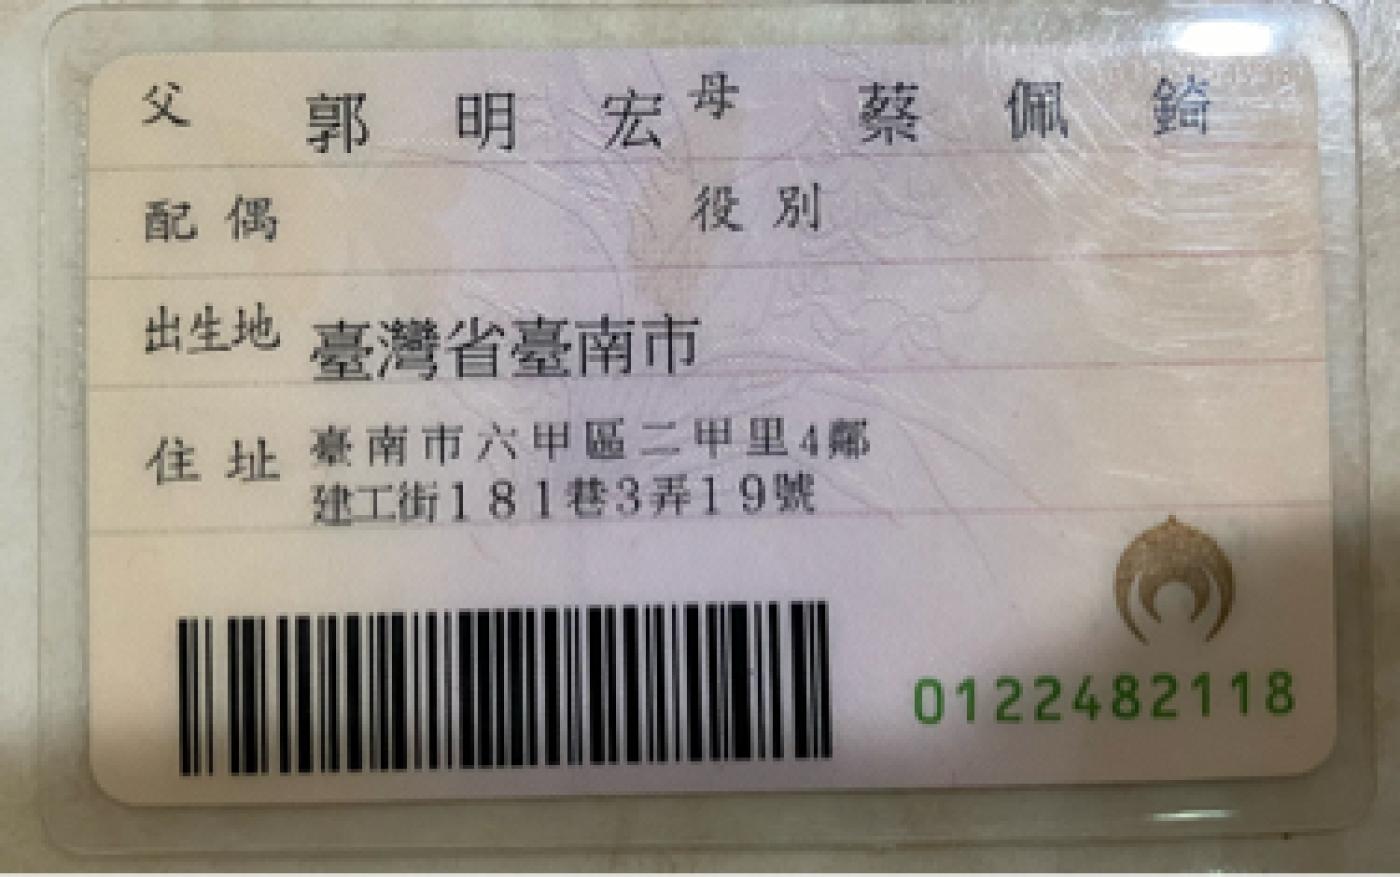 父 郭明宏 母 蔡佩錡
配偶 役別
出生地 臺灣省臺南市
住址 臺南市六甲區二甲里4鄰
建工街181巷3弄19號
0122482118